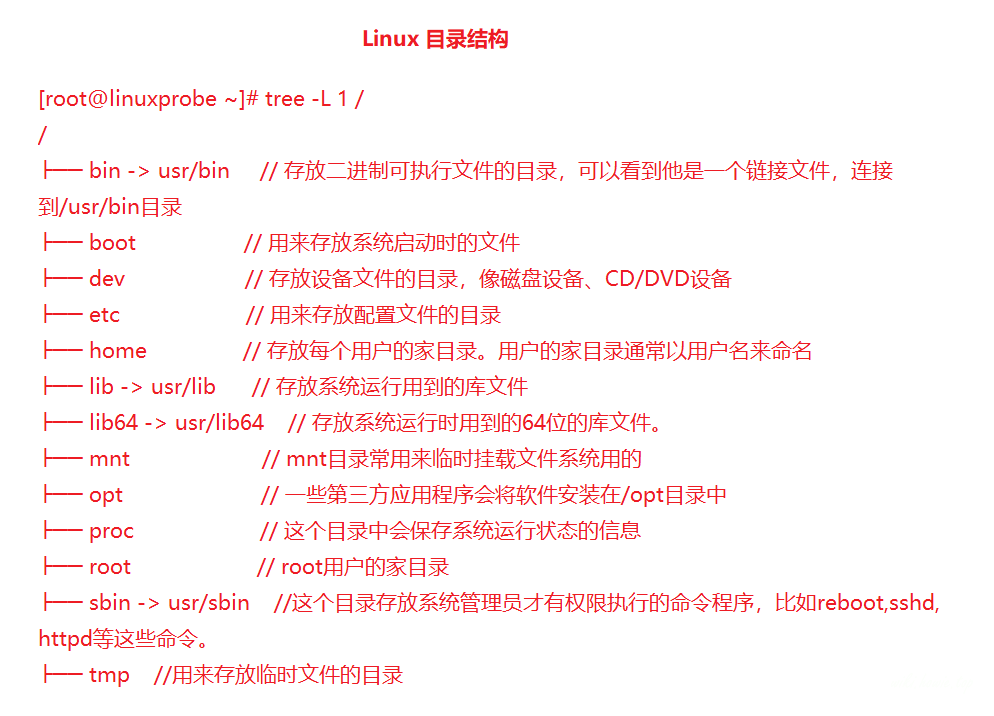 Linux 目录结构
[root@linuxprobe ~]# tree -L 1 /
/
├── bin -> usr/bin // 存放二进制可执行文件的目录，可以看到他是一个链接文件，连接
到/usr/bin目录
├── boot // 用来存放系统启动时的文件
├── dev // 存放设备文件的目录，像磁盘设备、CD/DVD设备
├── etc // 用来存放配置文件的目录
├── home // 存放每个用户的家目录。用户的家目录通常以用户名来命名
├── lib -> usr/lib // 存放系统运行用到的库文件
├── lib64 -> usr/lib64 // 存放系统运行时用到的64位的库文件。
├── mnt // mnt目录常用来临时挂载文件系统用的
├── opt // 一些第三方应用程序会将软件安装在/opt目录中
├── proc // 这个目录中会保存系统运行状态的信息
├── root // root用户的家目录
├── sbin -> usr/sbin //这个目录存放系统管理员才有权限执行的命令程序，比如reboot,sshd,
httpd等这些命令。
├── tmp //用来存放临时文件的目录